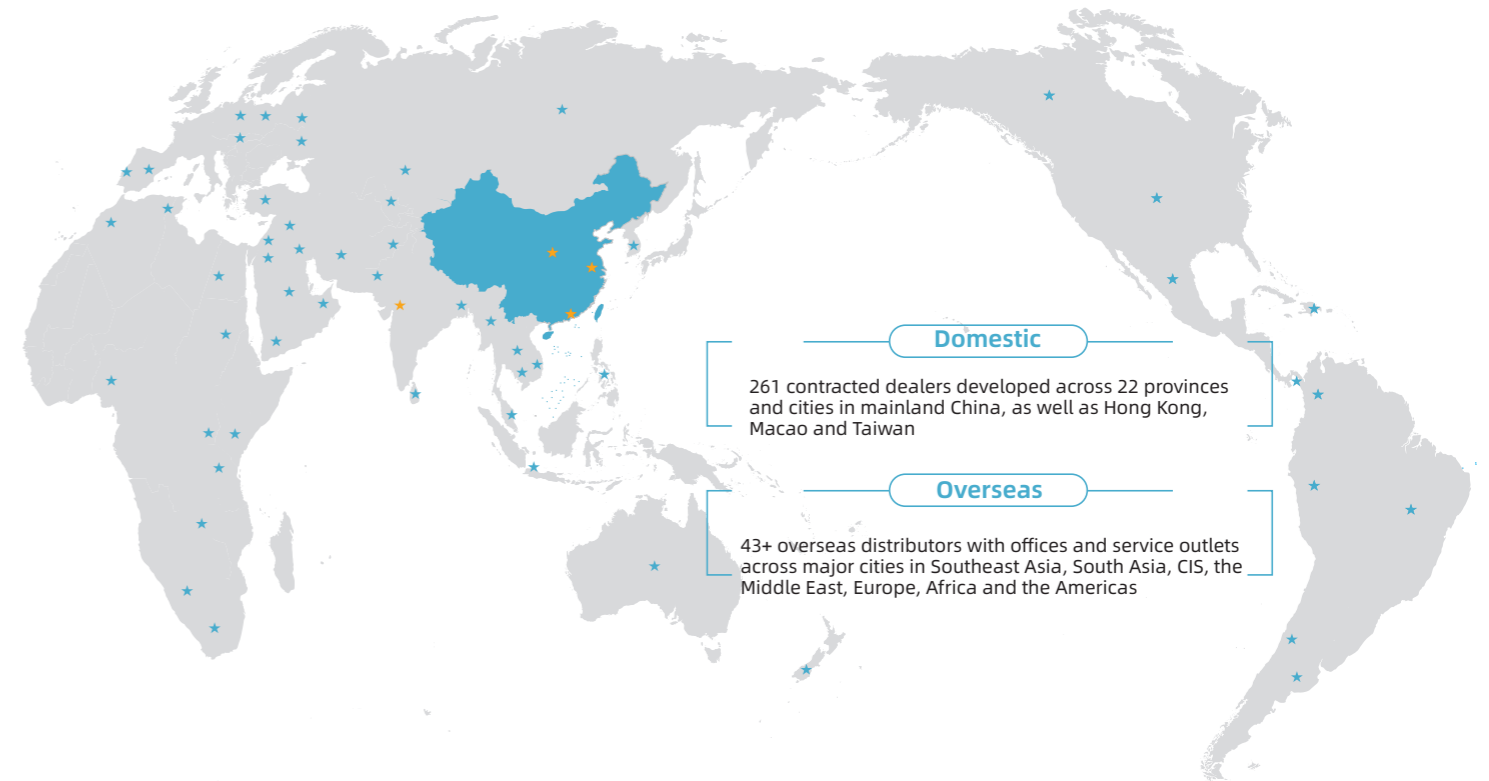 Domestic
261 contracted dealers developed across 22 provinces
and cities in mainland China, as well as Hong Kong,
Macao and Taiwan
Overseas
43+ overseas distributors with offices and service outlets
across major cities in Southeast Asia, South Asia, CIS, the
Middle East, Europe, Africa and the Americas